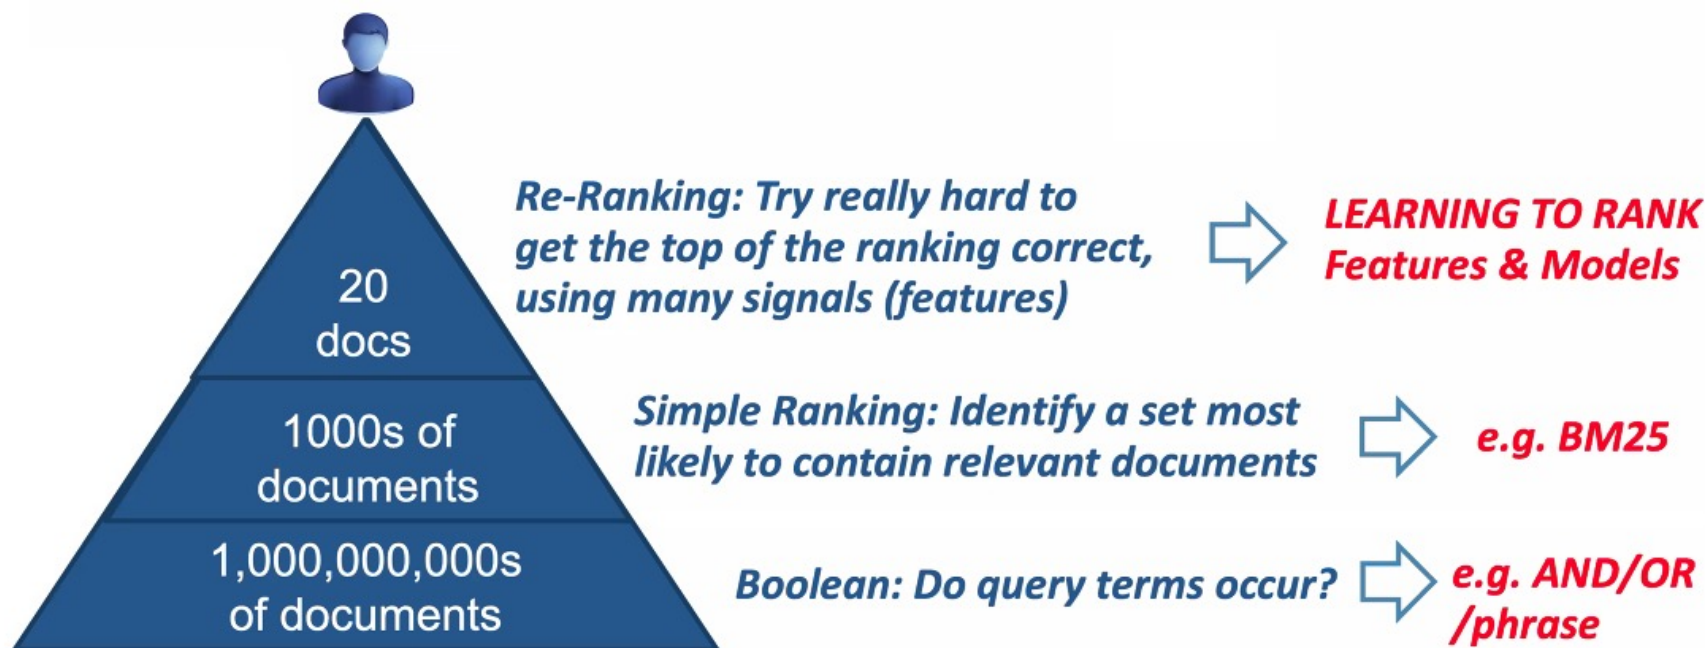 Re-Ranking: Try really hard to
get the top of the ranking correct,
using many signals (features)
LEARNING TO RANK
Features & Models
20
docs
Simple Ranking: Identify a set most
likely to contain relevant documents
e.g. BM25
1000s of
documents
1,000,000,000s
of documents
Boolean: Do query terms occur?
e.g. AND/OR
/phrase